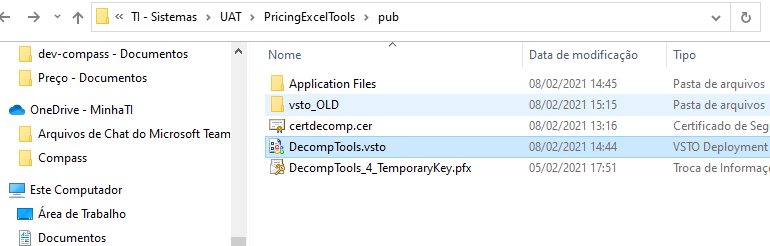 « TI - Sistemas > UAT > PricingExcelTools > pub
dev-compass - Documentos
Preço - Documentos
OneDrive - MinhaTI
Arquivos de Chat do Microsoft Team
Compass
Este Computador
Área de Trabalho
Documentos
Nome Data de modificação Tipo
Application Files 08/02/2021 14:45 Pasta de arquivos
vsto_OLD 08/02/2021 15:15 Pasta de arquivos
certdecomp.cer 08/02/2021 13:16 Certificado de Seg
DecompTools.vsto 08/02/2021 14:44 VSTO Deployment
DecompTools_4_TemporaryKey.pfx 05/02/2021 17:51 Troca de Informaç